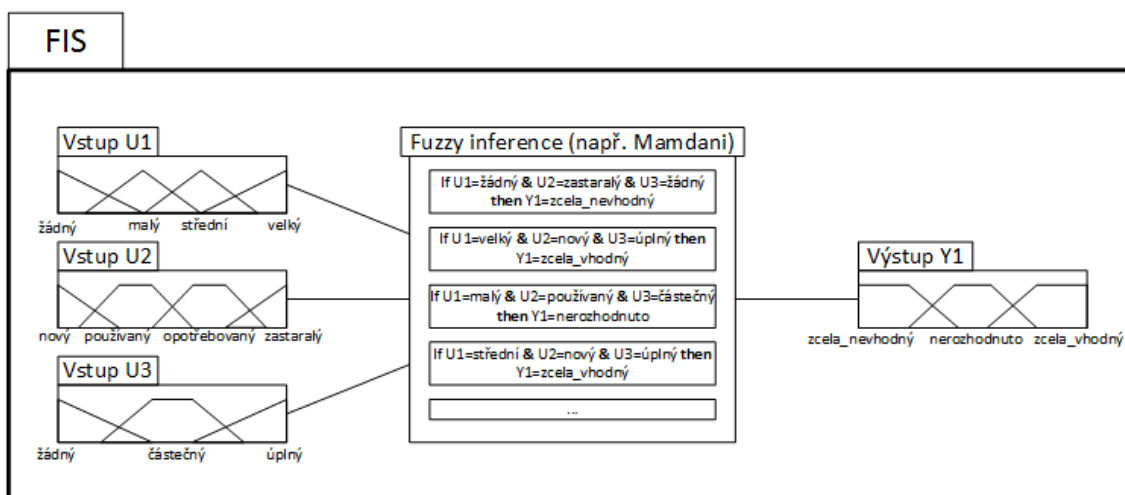 FIS
Vstup U1
žádný malý střední velký
Vstup U2
nový používaný opotřebovaný zastaralý
Vstup U3
žádný částečný úplný
Fuzzy inference (např. Mamdani)
If U1=žádný & U2=zastaralý & U3=žádný
then Y1=zcela_nevhodný
If U1=velký & U2=nový & U3=úplný then
Y1=zcela_vhodný
If U1=malý & U2=používaný & U3=částečný
then Y1=nerozhodnuto
If U1=střední & U2=nový & U3=úplný then
Y1=zcela_vhodný
...
Výstup Y1
zcela_nevhodný nerozhodnuto zcela_vhodný